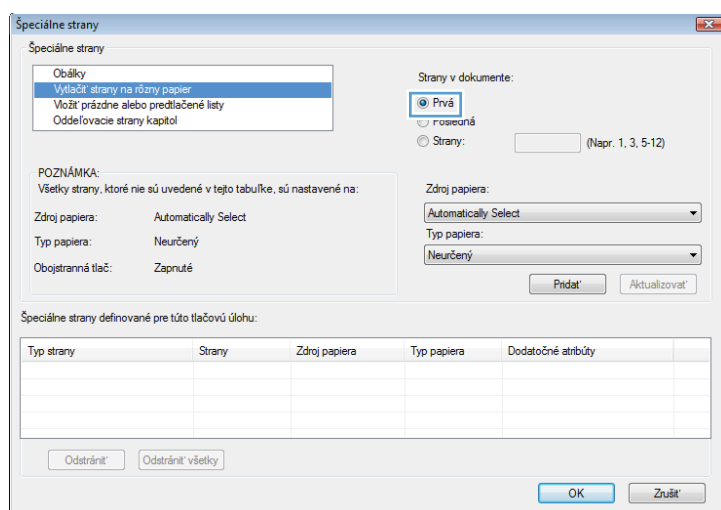 Špeciálne strany
Špeciálne strany
Obálky
Vytlačiť strany na rôzny papier
Vložiť prázdne alebo predtlačené listy
Oddeľovacie strany kapitol
Strany v dokumente:
Prvá
Posledná
Strany: (Napr. 1, 3, 5-12)
POZNÁMKA:
Všetky strany, ktoré nie sú uvedené v tejto tabuľke, sú nastavené na:
Zdroj papiera: Automatically Select
Typ papiera: Neurčený
Obojstranná tlač: Zapnuté
Zdroj papiera:
Automatically Select
Typ papiera:
Neurčený
Pridať Aktualizovať
Špeciálne strany definované pre túto tlačovú úlohu:
Typ strany Strany Zdroj papiera Typ papiera Dodatočné atribúty
Odstrániť Odstrániť všetky
OK Zrušiť